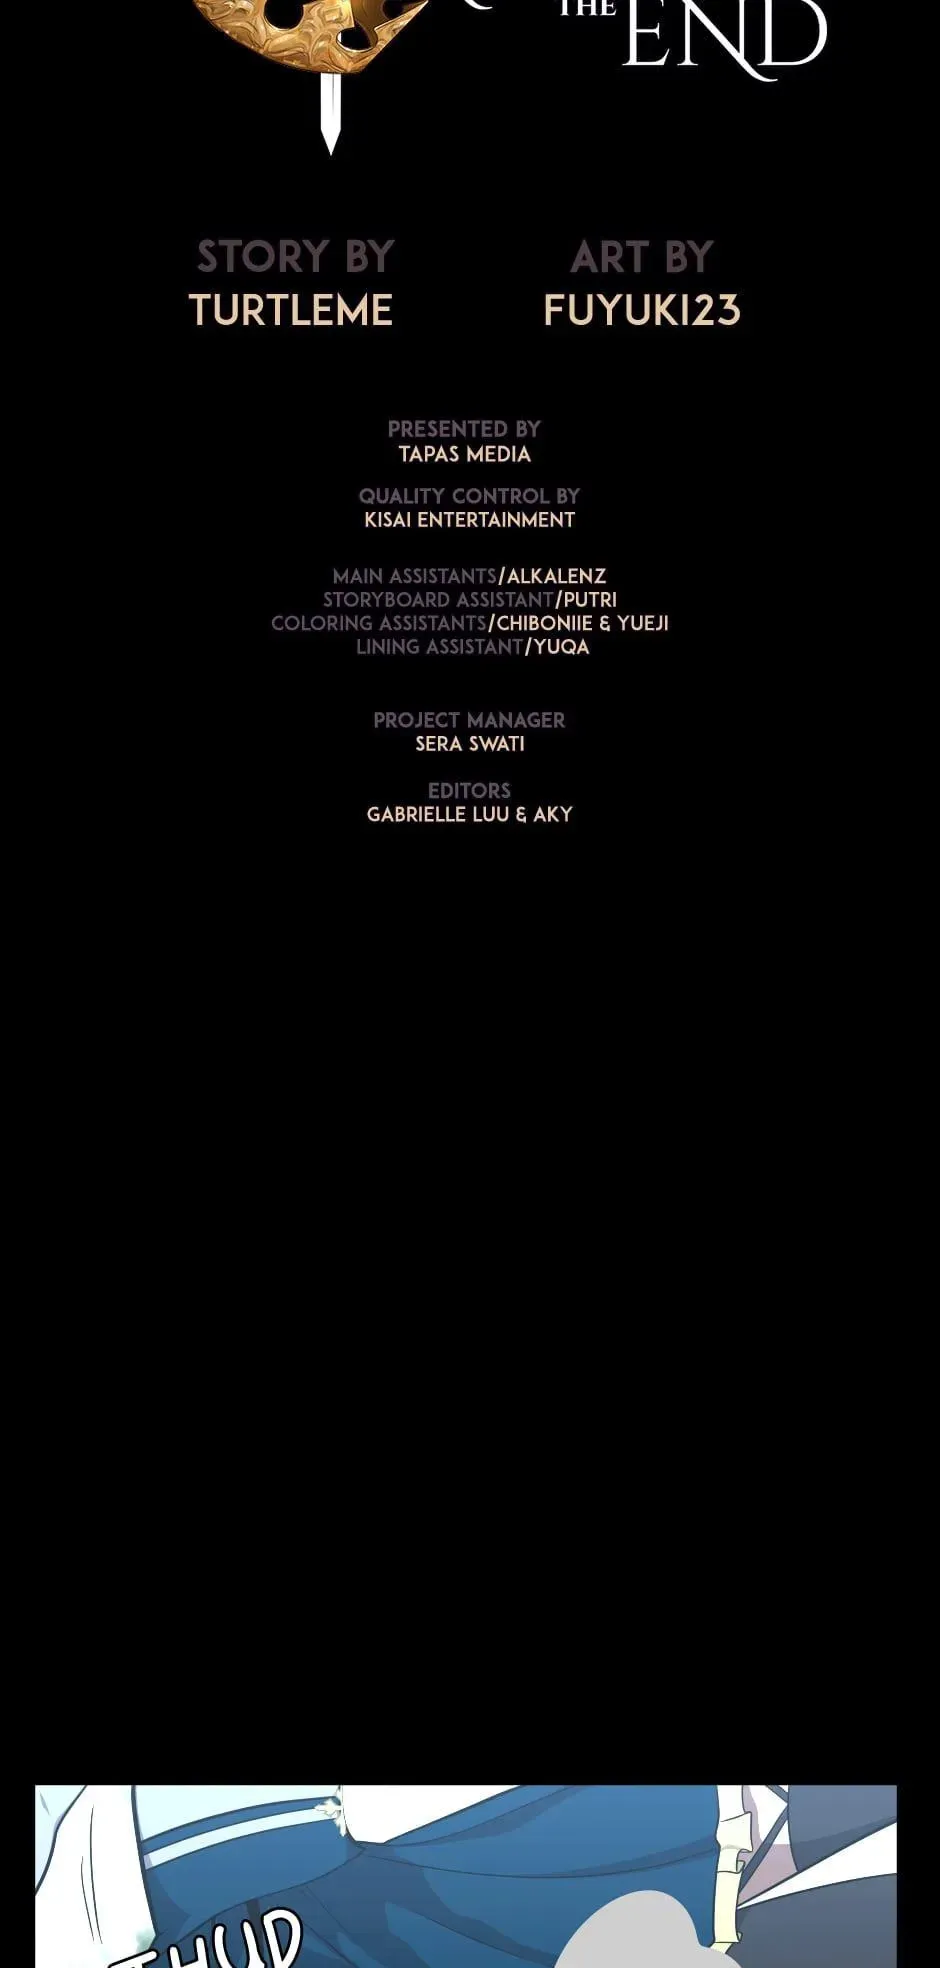 THE END
STORY BY
TURTLEME
ART BY
FUYUKI23
PRESENTED BY
TAPAS MEDIA
QUALITY CONTROL BY
KISAI ENTERTAINMENT
MAIN ASSISTANTS/ALKALENZ
STORYBOARD ASSISTANT/PUTRI
COLORING ASSISTANTS/CHIBONIIE & YUEJI
LINING ASSISTANT/YUQA
PROJECT MANAGER
SERA SWATI
EDITORS
GABRIELLE LUU & AKY
THUD